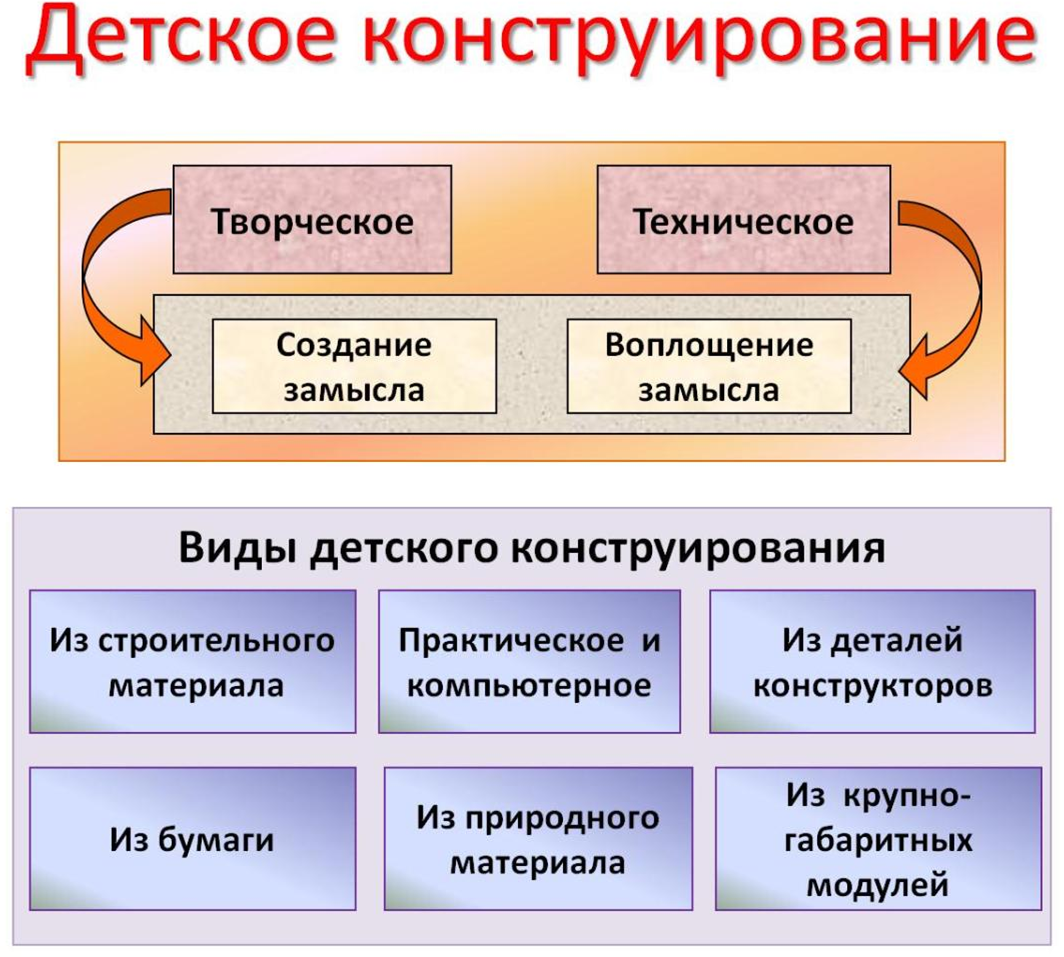 Детское конструирование
Творческое
Техническое
Создание
замысла
Воплощение
замысла
Виды детского конструирования
Из строительного
материала
Практическое и
компьютерное
Из деталей
конструкторов
Из бумаги
Из природного
материала
Из крупно-
габаритных
модулей